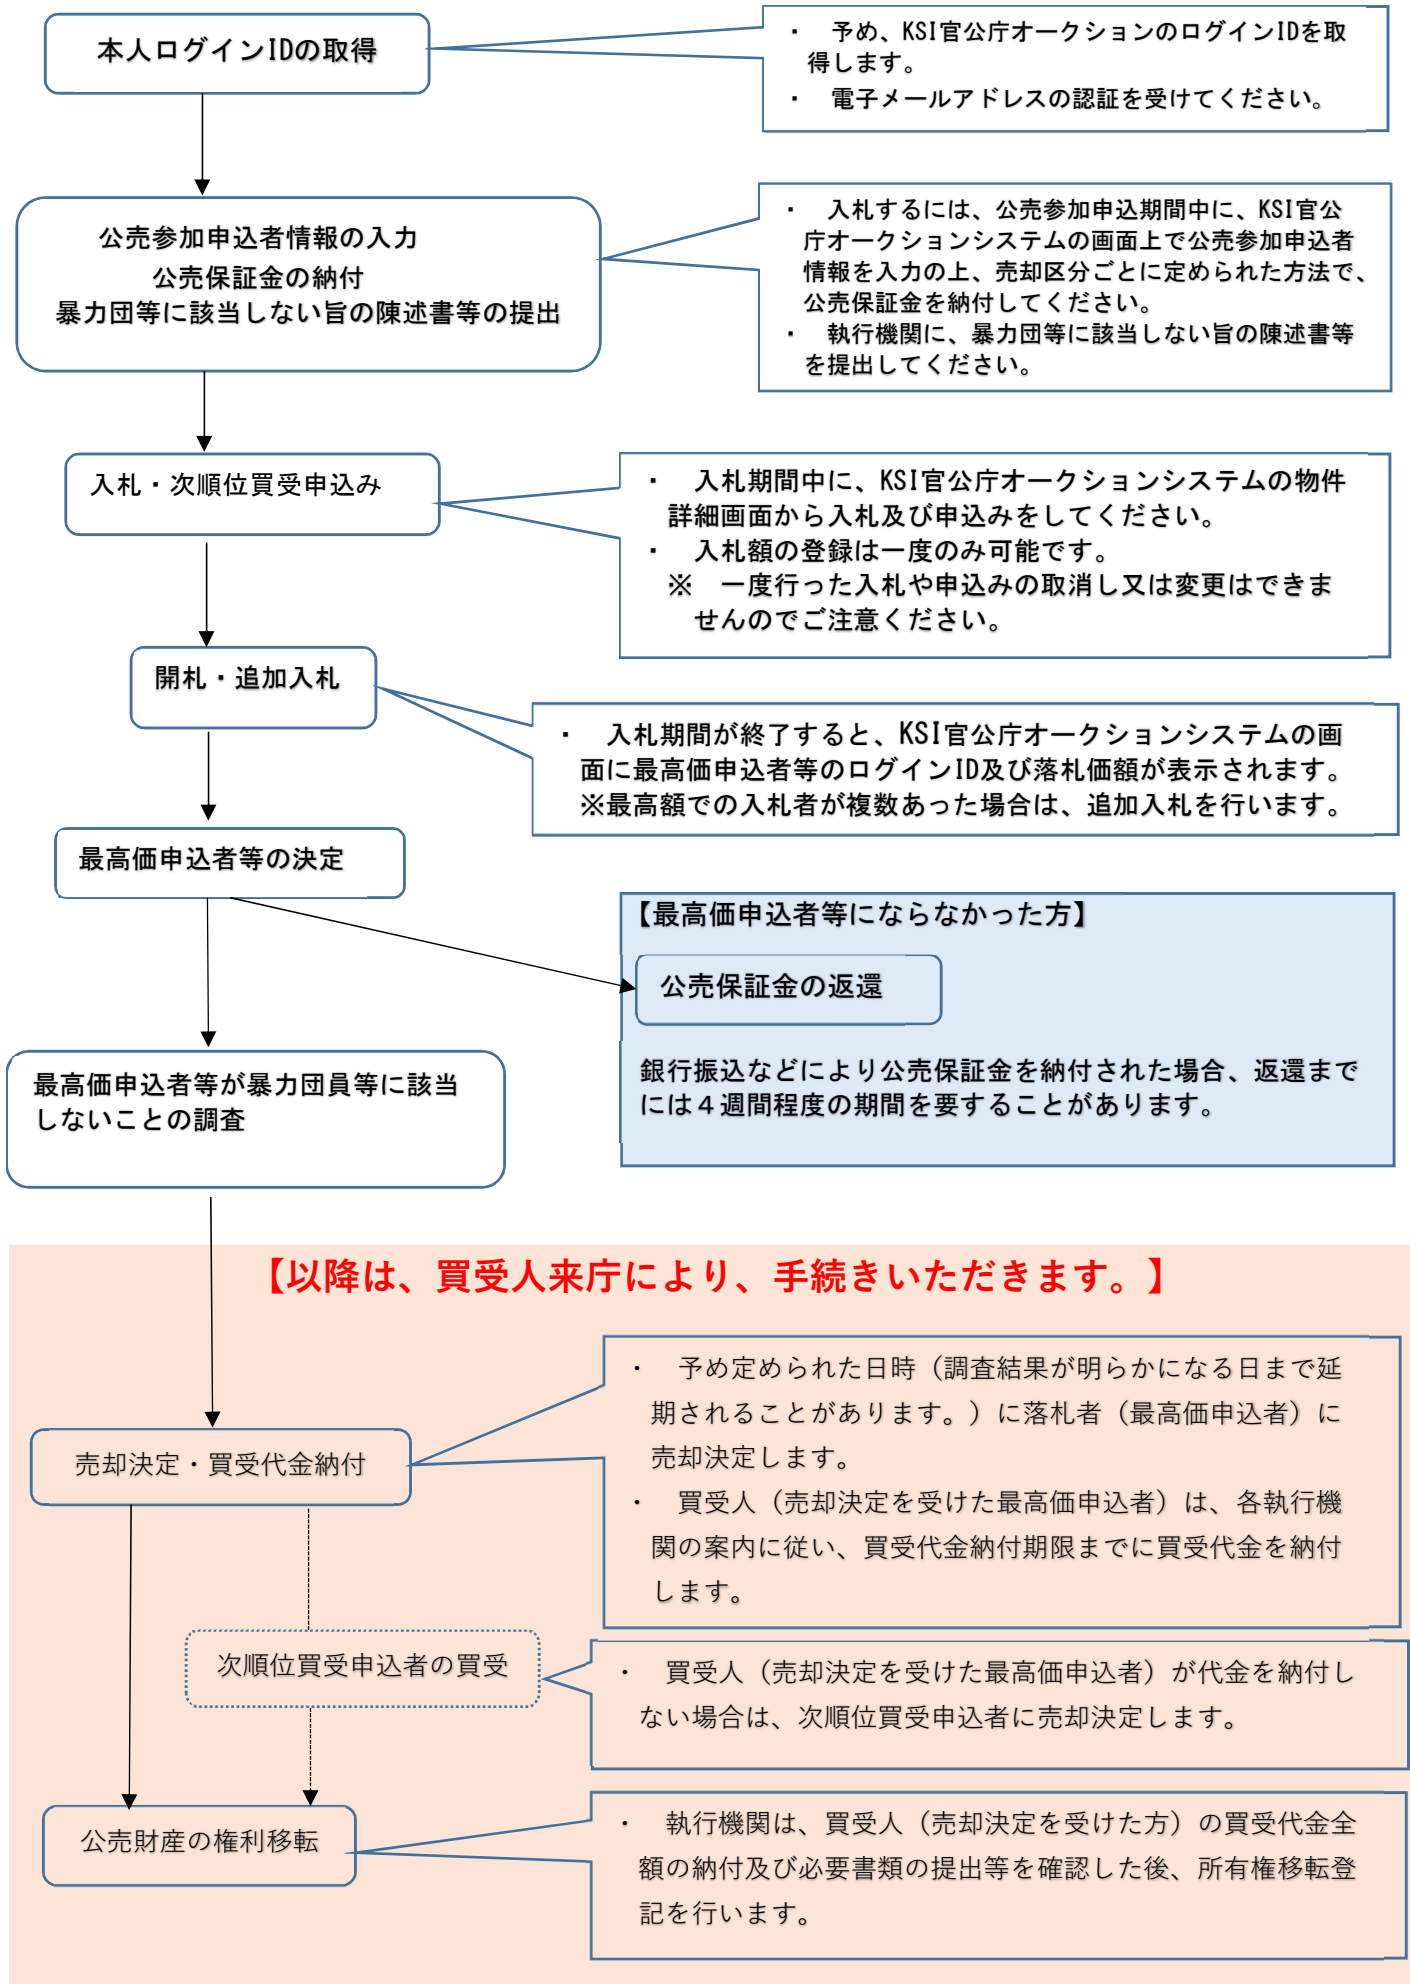 本人ログインIDの取得
・　予め、KSI官公庁オークションのログインIDを取
得します。
・　電子メールアドレスの認証を受けてください。
公売参加申込者情報の入力
公売保証金の納付
暴力団等に該当しない旨の陳述書等の提出
・　入札するには、公売参加申込期間中に、KSI官公
庁オークションシステムの画面上で公売参加申込者
情報を入力の上、売却区分ごとに定められた方法で、
公売保証金を納付してください。
・　執行機関に、暴力団等に該当しない旨の陳述書等
を提出してください。
入札・次順位買受申込み
・　入札期間中に、KSI官公庁オークションシステムの物件
詳細画面から入札及び申込みをしてください。
・　入札額の登録は一度のみ可能です。
※　一度行った入札や申込みの取消し又は変更はできま
せんのでご注意ください。
開札・追加入札
・　入札期間が終了すると、KSI官公庁オークションシステムの画
面に最高価申込者等のログインID及び落札価額が表示されます。
※最高額での入札者が複数あった場合は、追加入札を行います。
最高価申込者等の決定
【最高価申込者等にならなかった方】
公売保証金の返還
銀行振込などにより公売保証金を納付された場合、返還まで
には４週間程度の期間を要することがあります。
最高価申込者等が暴力団員等に該当
しないことの調査
【以降は、買受人来庁により、手続きいただきます。】
売却決定・買受代金納付
・　予め定められた日時（調査結果が明らかになる日まで延
期されることがあります。）に落札者（最高価申込者）に
売却決定します。
・　買受人（売却決定を受けた最高価申込者）は、各執行機
関の案内に従い、買受代金納付期限までに買受代金を納付
します。
次順位買受申込者の買受
・　買受人（売却決定を受けた最高価申込者）が代金を納付し
ない場合は、次順位買受申込者に売却決定します。
公売財産の権利移転
・　執行機関は、買受人（売却決定を受けた方）の買受代金全
額の納付及び必要書類の提出等を確認した後、所有権移転登
記を行います。